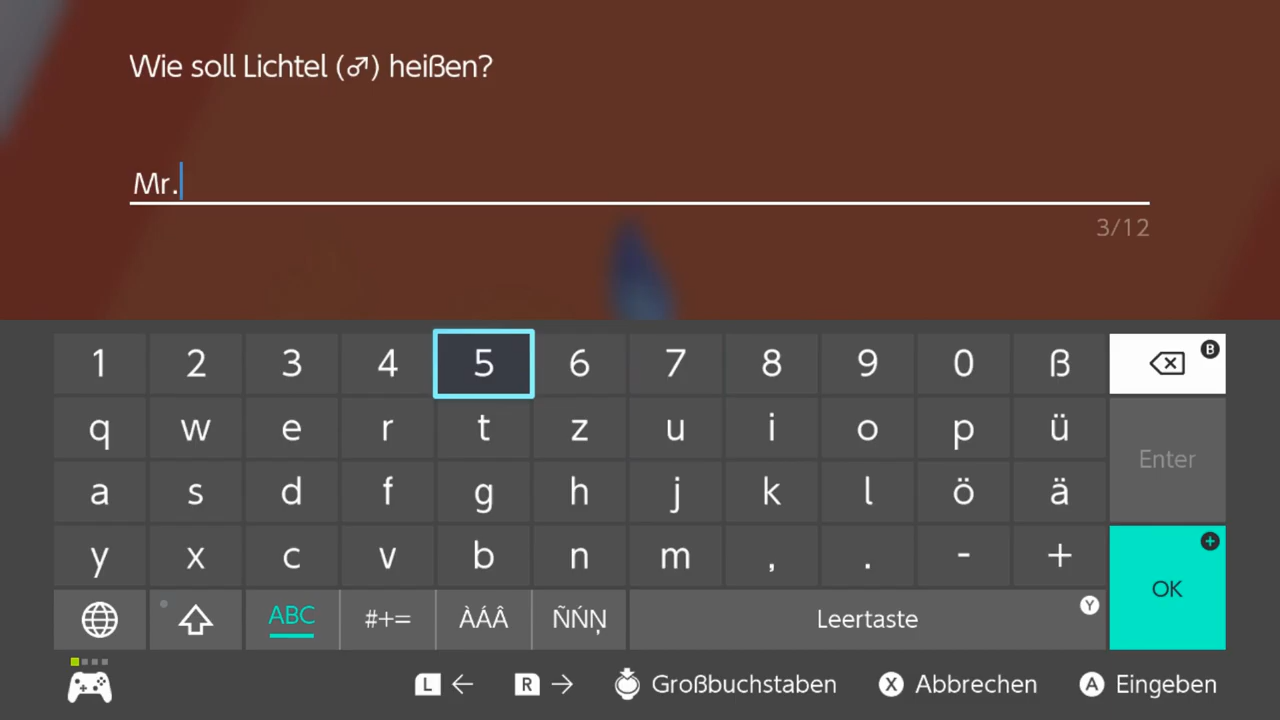 Wie soll Lichtel (♂) heißen?
Mr.
3/12
1 2 3 4 5 6 7 8 9 0 ß B
q w e r t z u i o p ü Enter
a s d f g h j k l ö ä
y x c v b n m , . - + OK
ABC #+= ÀÁÂ ÑŃŅ Leertaste Y
L ← R → Großbuchstaben X Abbrechen A Eingeben